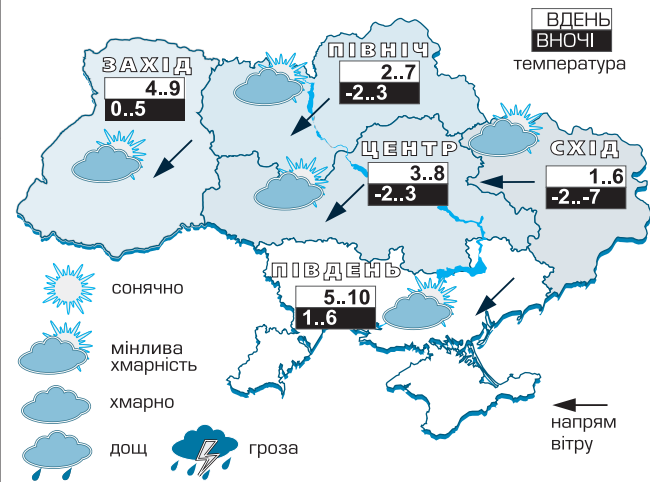 ВДЕНЬ
ВНОЧІ
температура
ПІВНІЧ
2..7
-2..3
ЗАХІД
4..9
0..5
ЦЕНТР
3..8
-2..3
СХІД
1..6
-2..-7
ПІВДЕНЬ
5..10
1..6
сонячно
мінлива
хмарність
хмарно
дощ
гроза
напрям
вітру